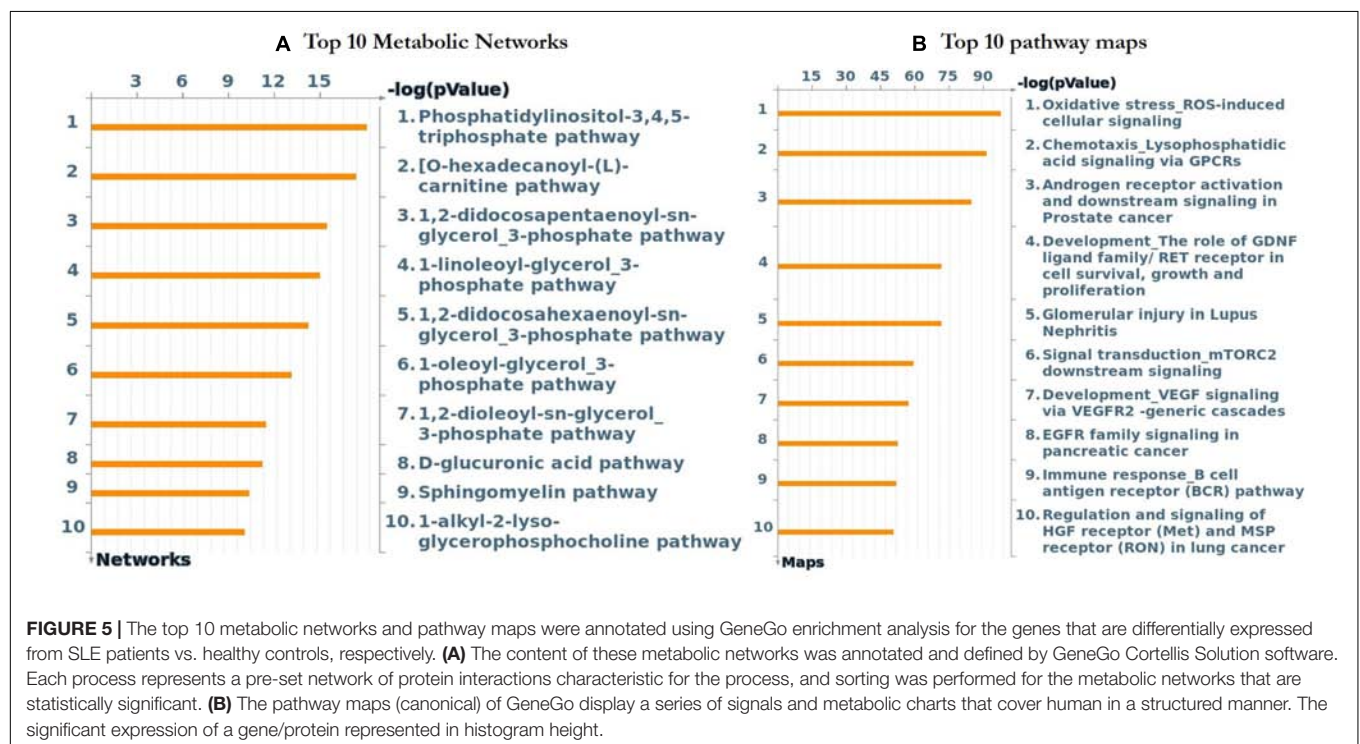 A Top 10 Metabolic Networks
3 6 9 12 15
-log(pValue)
1
2
3
4
5
6
7
8
9
10
Networks
1. Phosphatidylinositol-3,4,5-
triphosphate pathway
2. [O-hexadecanoyl-(L)-
carnitine pathway
3. 1,2-didocosapentaenoyl-sn-
glycerol_3-phosphate pathway
4. 1-linoleoyl-glycerol_3-
phosphate pathway
5. 1,2-didocosahexaenoyl-sn-
glycerol_3-phosphate pathway
6. 1-oleoyl-glycerol_3-
phosphate pathway
7. 1,2-dioleoyl-sn-glycerol_
3-phosphate pathway
8. D-glucuronic acid pathway
9. Sphingomyelin pathway
10. 1-alkyl-2-lyso-
glycerophosphocholine pathway
B Top 10 pathway maps
15 30 45 60 75 90
-log(pValue)
1
2
3
4
5
6
7
8
9
10
Maps
1. Oxidative stress_ROS-induced
cellular signaling
2. Chemotaxis_Lysophosphatidic
acid signaling via GPCRs
3. Androgen receptor activation
and downstream signaling in
Prostate cancer
4. Development_The role of GDNF
ligand family/ RET receptor in
cell survival, growth and
proliferation
5. Glomerular injury in Lupus
Nephritis
6. Signal transduction_mTORC2
downstream signaling
7. Development_VEGF signaling
via VEGFR2 -generic cascades
8. EGFR family signaling in
pancreatic cancer
9. Immune response_B cell
antigen receptor (BCR) pathway
10. Regulation and signaling of
HGF receptor (Met) and MSP
receptor (RON) in lung cancer
FIGURE 5 | The top 10 metabolic networks and pathway maps were annotated using GeneGo enrichment analysis for the genes that are differentially expressed
from SLE patients vs. healthy controls, respectively. (A) The content of these metabolic networks was annotated and defined by GeneGo Cortellis Solution software.
Each process represents a pre-set network of protein interactions characteristic for the process, and sorting was performed for the metabolic networks that are
statistically significant. (B) The pathway maps (canonical) of GeneGo display a series of signals and metabolic charts that cover human in a structured manner. The
significant expression of a gene/protein represented in histogram height.